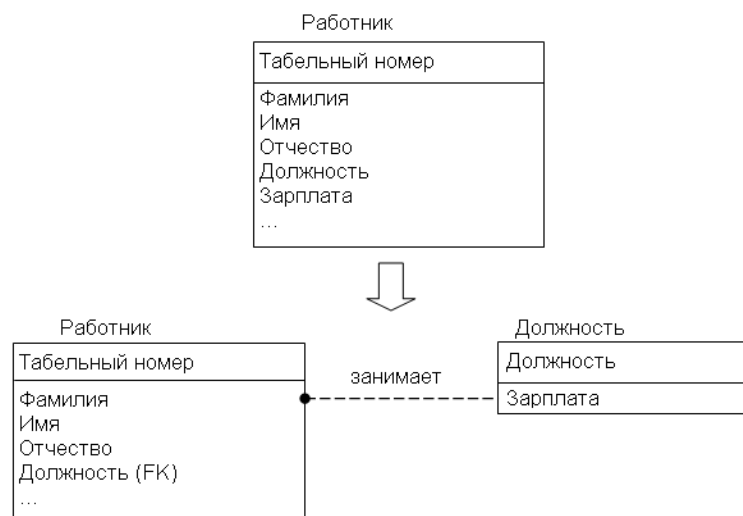 Работник
Табельный номер
Фамилия
Имя
Отчество
Должность
Зарплата
...
Работник
Табельный номер
Фамилия
Имя
Отчество
Должность (FK)
...
занимает
Должность
Должность
Зарплата